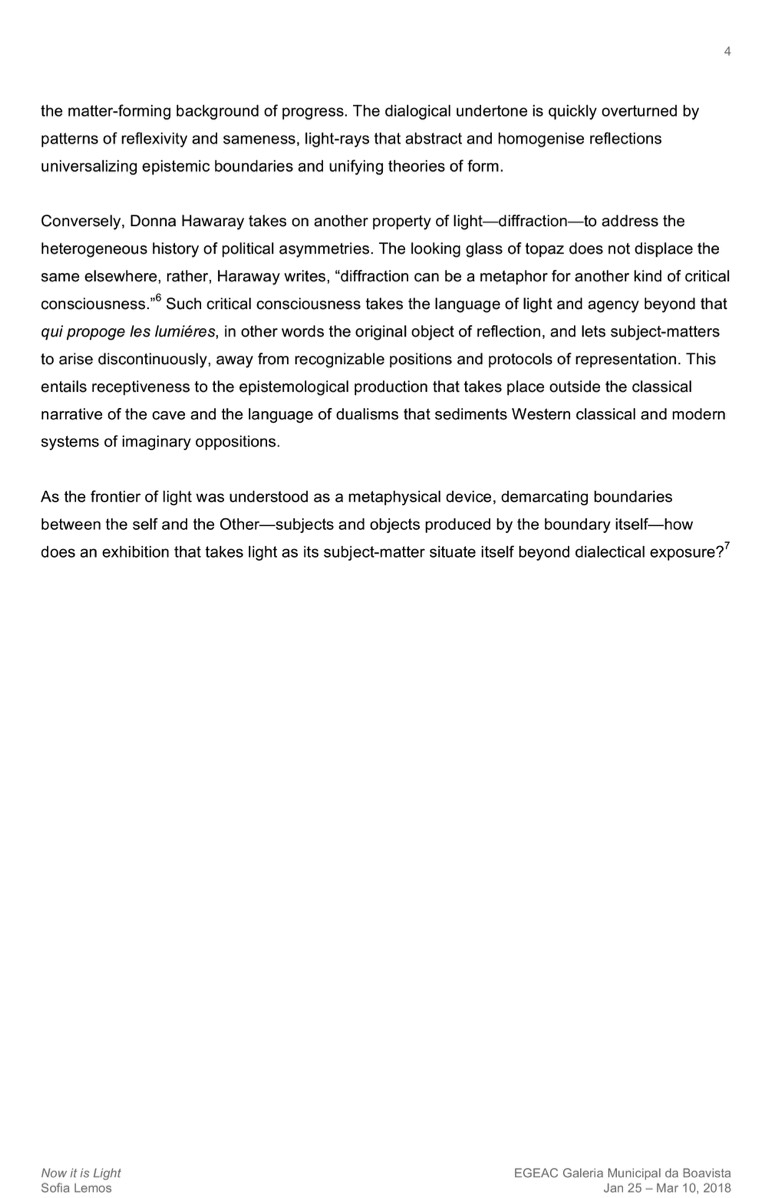 4
the matter-forming background of progress. The dialogical undertone is quickly overturned by
patterns of reflexivity and sameness, light-rays that abstract and homogenise reflections
universalizing epistemic boundaries and unifying theories of form.
Conversely, Donna Hawaray takes on another property of light—diffraction—to address the
heterogeneous history of political asymmetries. The looking glass of topaz does not displace the
same elsewhere, rather, Haraway writes, “diffraction can be a metaphor for another kind of critical
consciousness.”6 Such critical consciousness takes the language of light and agency beyond that
qui propoge les lumiéres, in other words the original object of reflection, and lets subject-matters
to arise discontinuously, away from recognizable positions and protocols of representation. This
entails receptiveness to the epistemological production that takes place outside the classical
narrative of the cave and the language of dualisms that sediments Western classical and modern
systems of imaginary oppositions.
As the frontier of light was understood as a metaphysical device, demarcating boundaries
between the self and the Other—subjects and objects produced by the boundary itself—how
does an exhibition that takes light as its subject-matter situate itself beyond dialectical exposure?7
Now it is Light
Sofia Lemos
EGEAC Galeria Municipal da Boavista
Jan 25 – Mar 10, 2018